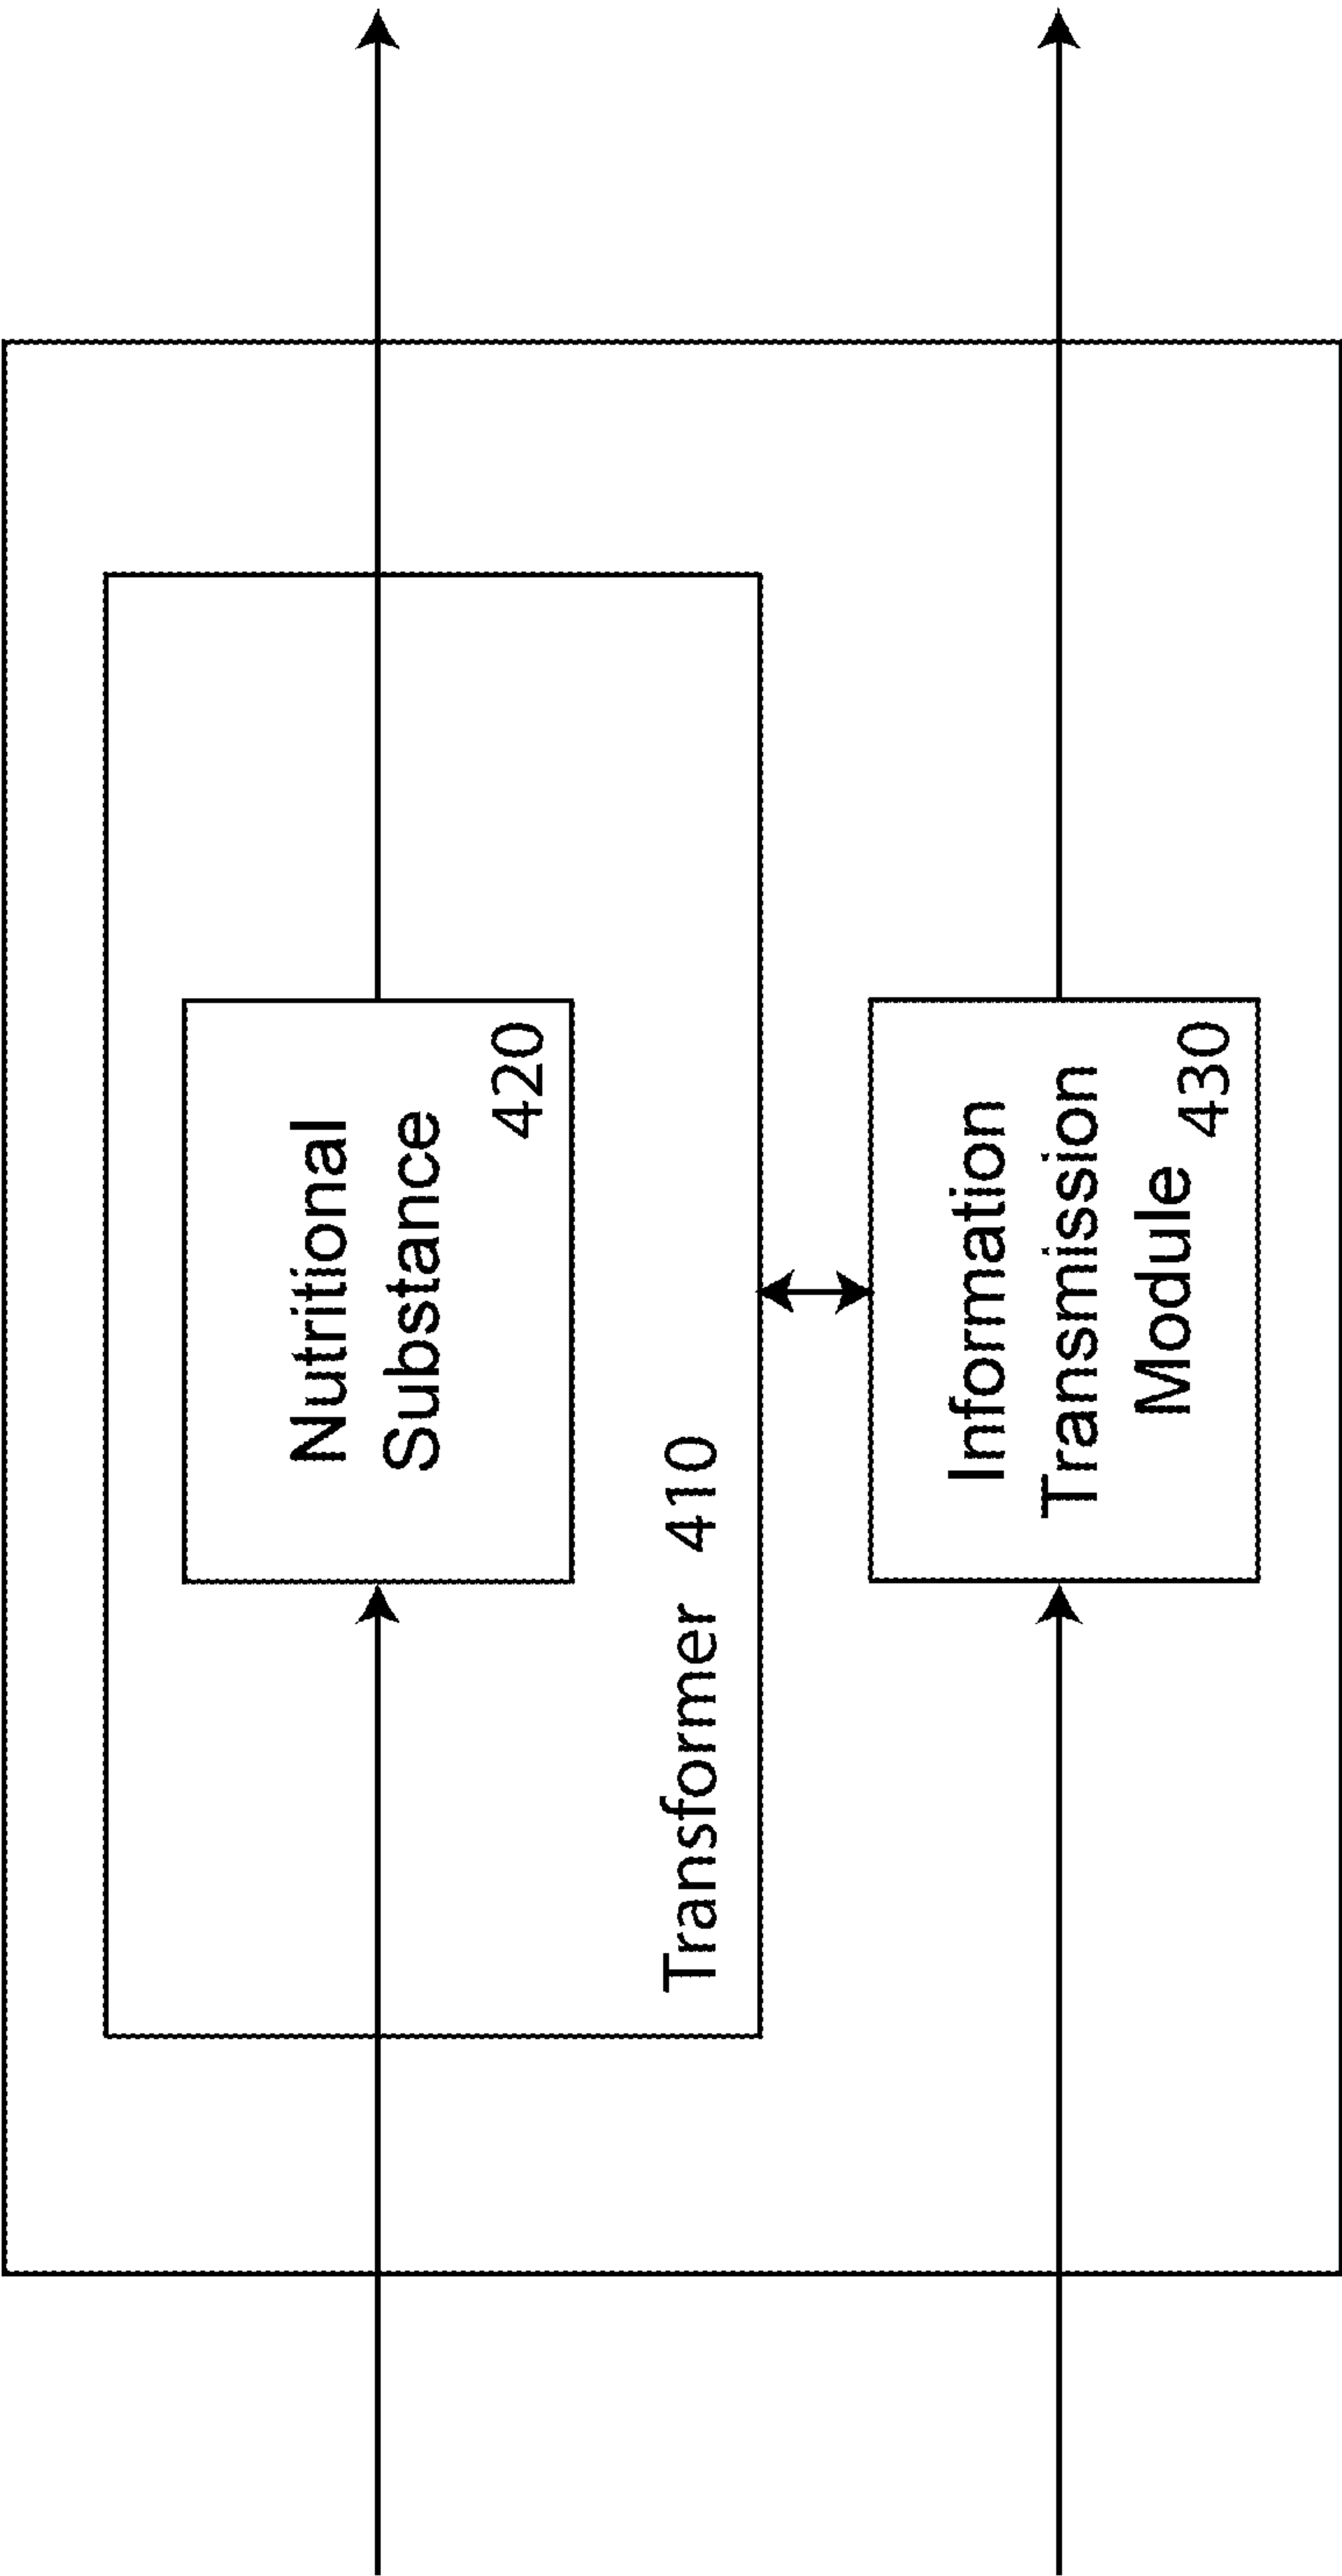 Nutritional
Substance
420
Transformer 410
Information
Transmission
Module 430